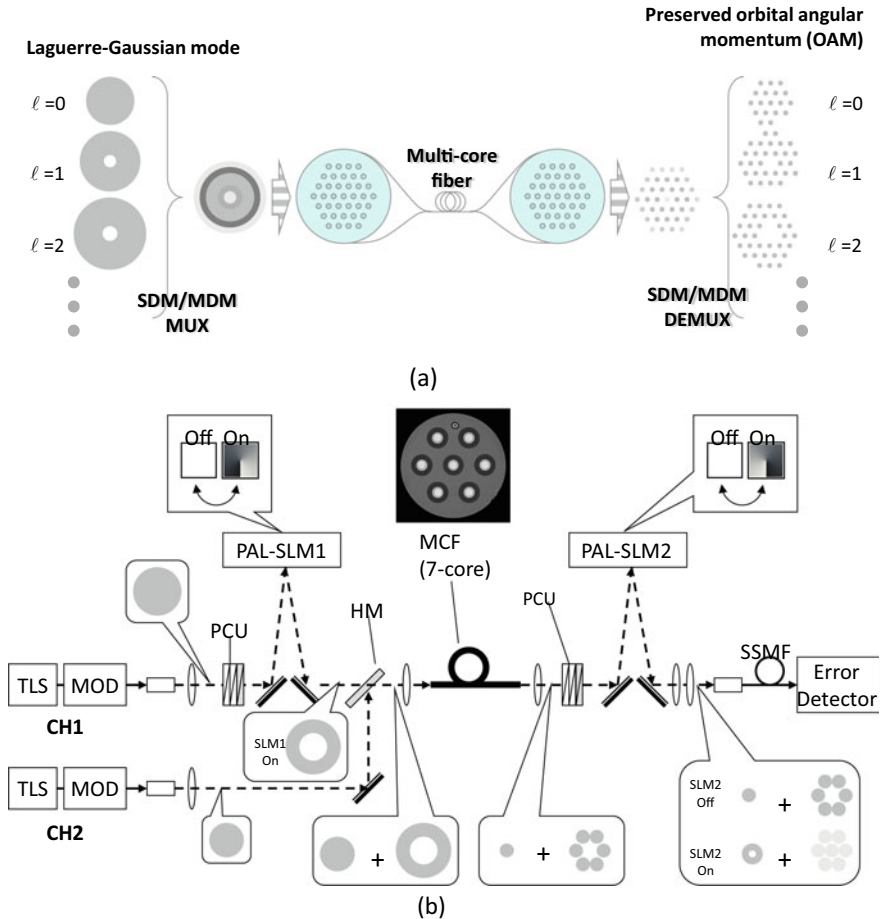 Preserved orbital angular
momentum (OAM)
Laguerre-Gaussian mode
ℓ =0
ℓ =1
ℓ =2
SDM/MDM
MUX
Multi-core
fiber
SDM/MDM
DEMUX
ℓ =0
ℓ =1
ℓ =2
(a)
Off On
PAL-SLM1
MCF
(7-core)
Off On
PAL-SLM2
PCU
HM
PCU
SSMF
TLS
MOD
CH1
SLM1
On
Error
Detector
TLS
MOD
CH2
+
+
SLM2
Off
+
SLM2
On
+
(b)